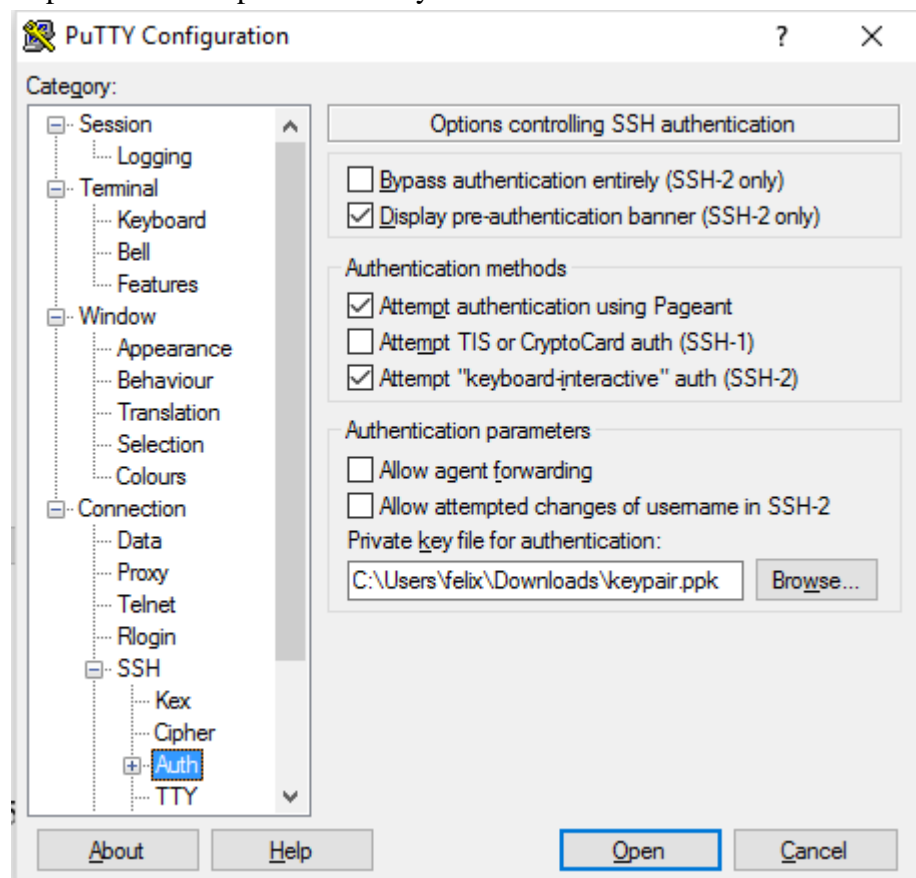 PuTTY Configuration
?
Category:
Session
Logging
Terminal
Keyboard
Bell
Features
Window
Appearance
Behaviour
Translation
Selection
Colours
Connection
Data
Proxy
Telnet
Rlogin
SSH
Kex
Cipher
Auth
TTY
Options controlling SSH authentication
Bypass authentication entirely (SSH-2 only)
Display pre-authentication banner (SSH-2 only)
Authentication methods
Attempt authentication using Pageant
Attempt TIS or CryptoCard auth (SSH-1)
Attempt "keyboard-interactive" auth (SSH-2)
Authentication parameters
Allow agent forwarding
Allow attempted changes of username in SSH-2
Private key file for authentication:
C:\Users\felix\Downloads\keypair.ppk Browse...
About Help Open Cancel